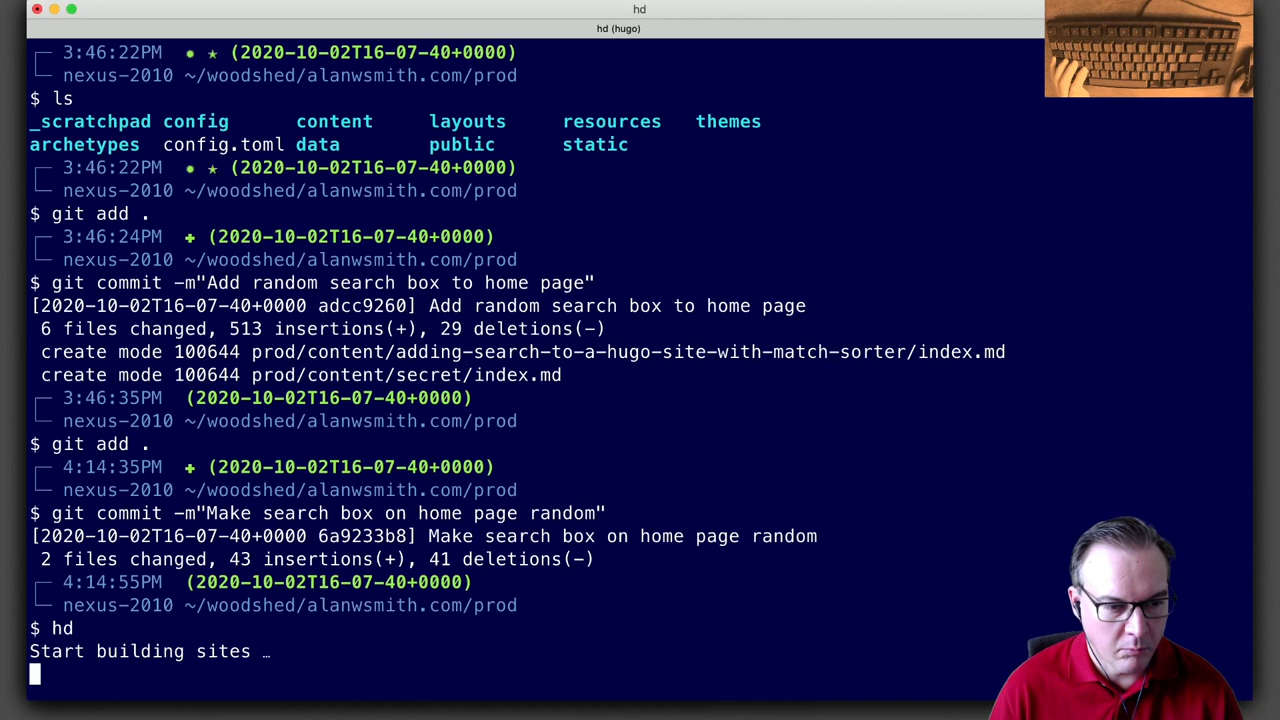 hd
hd (hugo)
3:46:22PM ✹ ★ (2020-10-02T16-07-40+0000)
nexus-2010 ~/woodshed/alanwsmith.com/prod
$ ls
_scratchpad config content layouts resources themes
archetypes config.toml data public static
3:46:22PM ✹ ★ (2020-10-02T16-07-40+0000)
nexus-2010 ~/woodshed/alanwsmith.com/prod
$ git add .
3:46:24PM ✚ (2020-10-02T16-07-40+0000)
nexus-2010 ~/woodshed/alanwsmith.com/prod
$ git commit -m"Add random search box to home page"
[2020-10-02T16-07-40+0000 adcc9260] Add random search box to home page
6 files changed, 513 insertions(+), 29 deletions(-)
create mode 100644 prod/content/adding-search-to-a-hugo-site-with-match-sorter/index.md
create mode 100644 prod/content/secret/index.md
3:46:35PM (2020-10-02T16-07-40+0000)
nexus-2010 ~/woodshed/alanwsmith.com/prod
$ git add .
4:14:35PM ✚ (2020-10-02T16-07-40+0000)
nexus-2010 ~/woodshed/alanwsmith.com/prod
$ git commit -m"Make search box on home page random"
[2020-10-02T16-07-40+0000 6a9233b8] Make search box on home page random
2 files changed, 43 insertions(+), 41 deletions(-)
4:14:55PM (2020-10-02T16-07-40+0000)
nexus-2010 ~/woodshed/alanwsmith.com/prod
$ hd
Start building sites …